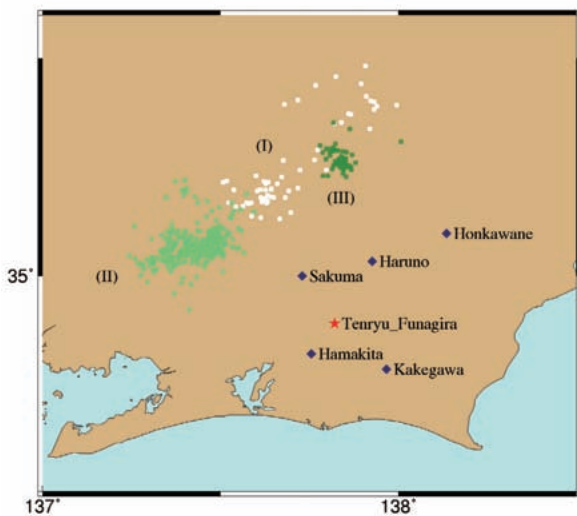 (I)
(III)
(II)
Honkawane
Haruno
35°
Sakuma
Tenryu_Funagira
Hamakita
Kakegawa
137°
138°